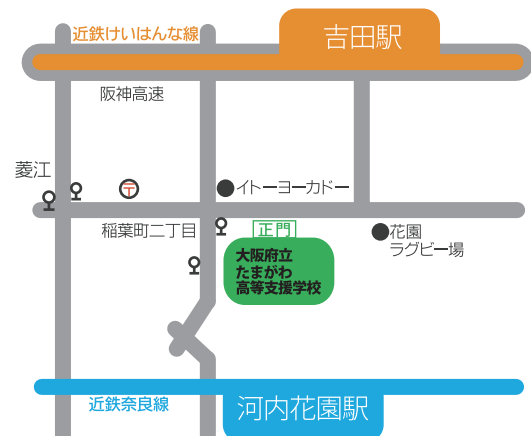 近鉄けいはんな線
吉田駅
阪神高速
菱江
〒
イトーヨーカドー
稲葉町二丁目
正門
花園
ラグビー場
大阪府立
たまがわ
高等支援学校
近鉄奈良線
河内花園駅